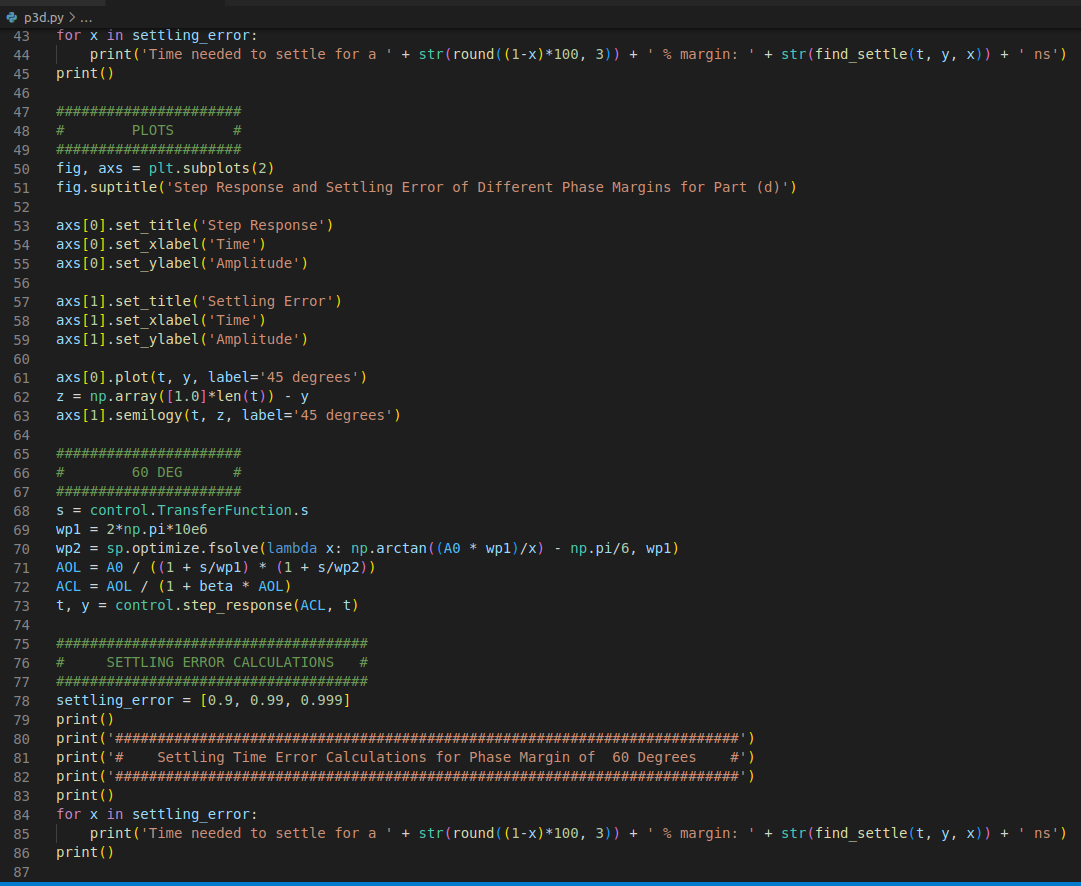 p3d.py > ...
43 for x in settling_error:
44     print('Time needed to settle for a ' + str(round((1-x)*100, 3)) + ' % margin: ' + str(find_settle(t, y, x)) + ' ns')
45 print()
46
47 ######################
48 #        PLOTS       #
49 ######################
50 fig, axs = plt.subplots(2)
51 fig.suptitle('Step Response and Settling Error of Different Phase Margins for Part (d)')
52
53 axs[0].set_title('Step Response')
54 axs[0].set_xlabel('Time')
55 axs[0].set_ylabel('Amplitude')
56
57 axs[1].set_title('Settling Error')
58 axs[1].set_xlabel('Time')
59 axs[1].set_ylabel('Amplitude')
60
61 axs[0].plot(t, y, label='45 degrees')
62 z = np.array([1.0]*len(t)) - y
63 axs[1].semilogy(t, z, label='45 degrees')
64
65 ######################
66 #        60 DEG      #
67 ######################
68 s = control.TransferFunction.s
69 wp1 = 2*np.pi*10e6
70 wp2 = sp.optimize.fsolve(lambda x: np.arctan((A0 * wp1)/x) - np.pi/6, wp1)
71 AOL = A0 / ((1 + s/wp1) * (1 + s/wp2))
72 ACL = AOL / (1 + beta * AOL)
73 t, y = control.step_response(ACL, t)
74
75 #####################################
76 #     SETTLING ERROR CALCULATIONS   #
77 #####################################
78 settling_error = [0.9, 0.99, 0.999]
79 print()
80 print('##########################################################################')
81 print('#    Settling Time Error Calculations for Phase Margin of  60 Degrees    #')
82 print('##########################################################################')
83 print()
84 for x in settling_error:
85     print('Time needed to settle for a ' + str(round((1-x)*100, 3)) + ' % margin: ' + str(find_settle(t, y, x)) + ' ns')
86 print()
87